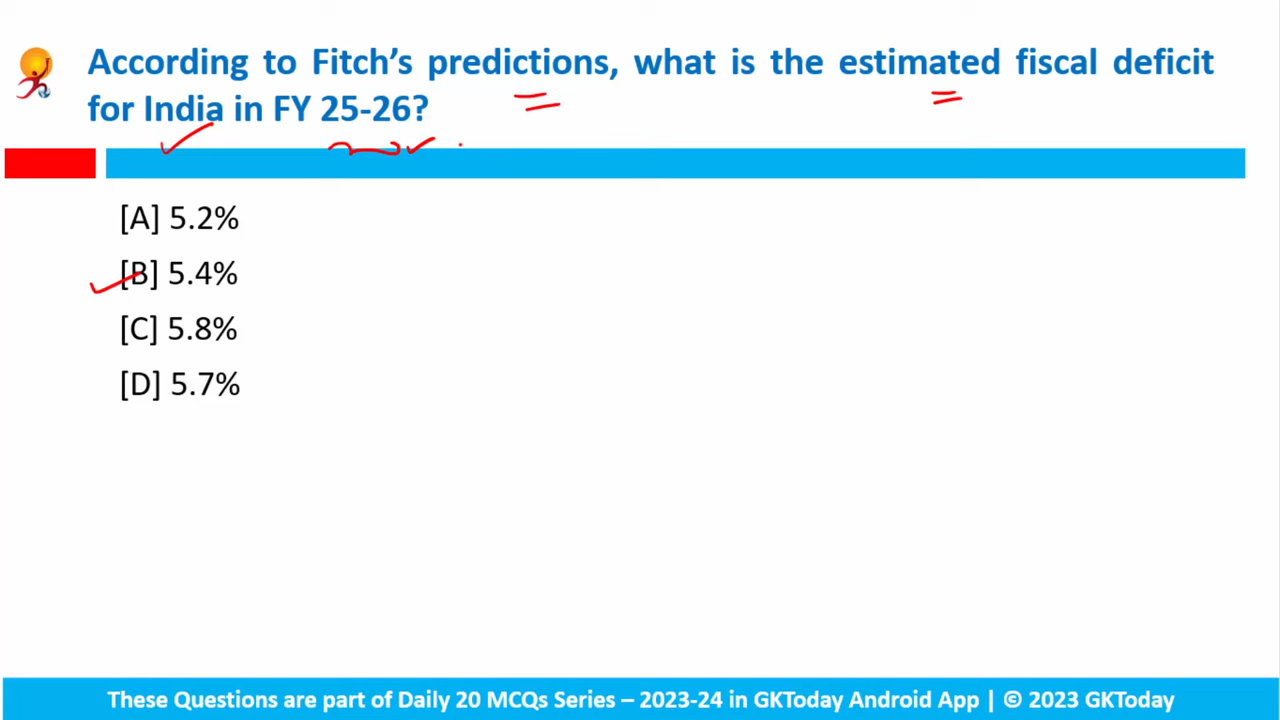 According to Fitch's predictions, what is the estimated fiscal deficit
for India in FY 25-26?
[A] 5.2%
[B] 5.4%
[C] 5.8%
[D] 5.7%
These Questions are part of Daily 20 MCQs Series – 2023-24 in GKToday Android App | © 2023 GKToday